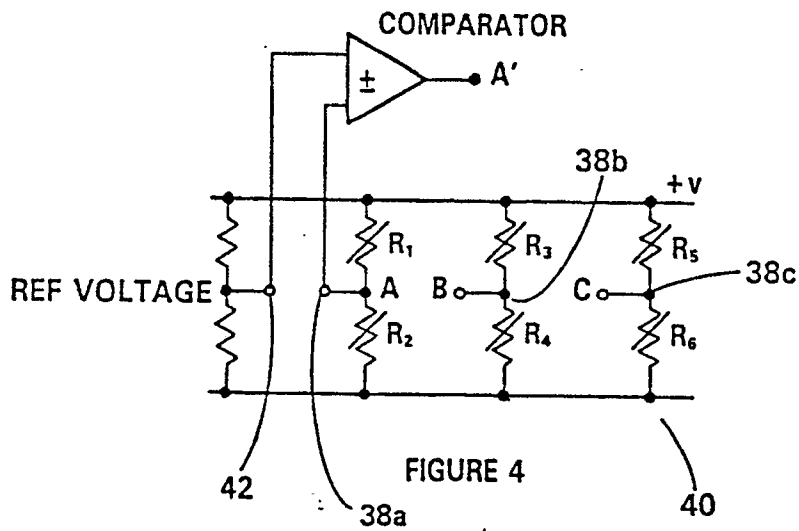 COMPARATOR
±
A'
38b
+v
R₁
R₃
R₅
REF VOLTAGE
A
B
C
38c
R₂
R₄
R₆
FIGURE 4
42
38a
40